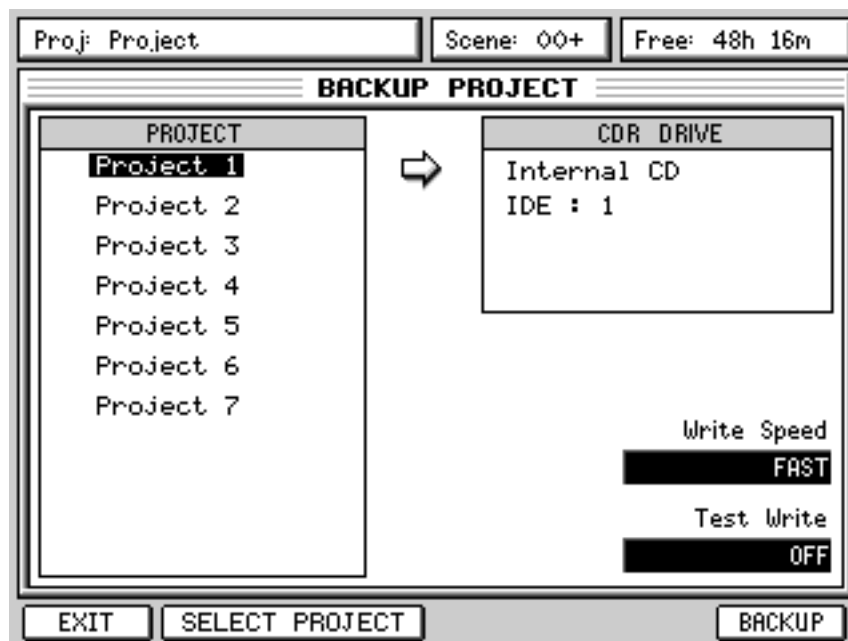 Proj: Project
Scene: 00+
Free: 48h 16m
BACKUP PROJECT
PROJECT
Project 1
Project 2
Project 3
Project 4
Project 5
Project 6
Project 7
CDR DRIVE
Internal CD
IDE : 1
Write Speed
FAST
Test Write
OFF
EXIT
SELECT PROJECT
BACKUP